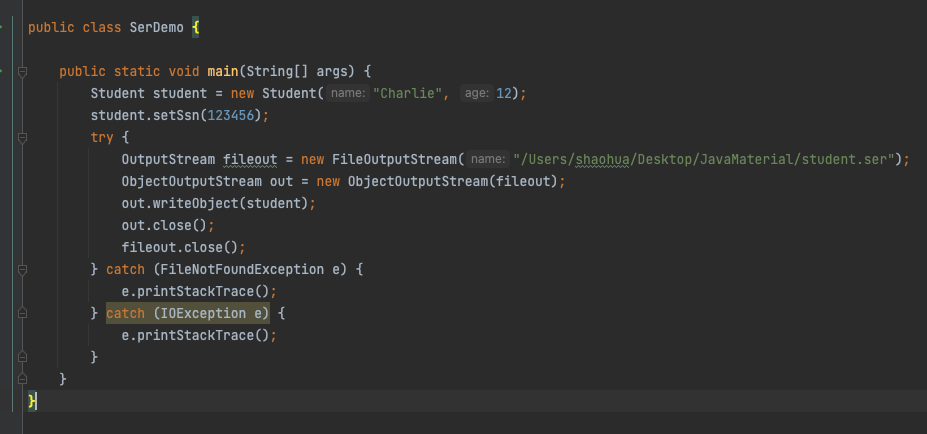 public class SerDemo {
public static void main(String[] args) {
Student student = new Student( name: "Charlie", age: 12);
student.setSsn(123456);
try {
OutputStream fileout = new FileOutputStream( name: "/Users/shaohua/Desktop/JavaMaterial/student.ser");
ObjectOutputStream out = new ObjectOutputStream(fileout);
out.writeObject(student);
out.close();
fileout.close();
} catch (FileNotFoundException e) {
e.printStackTrace();
} catch (IOException e) {
e.printStackTrace();
}
}
}